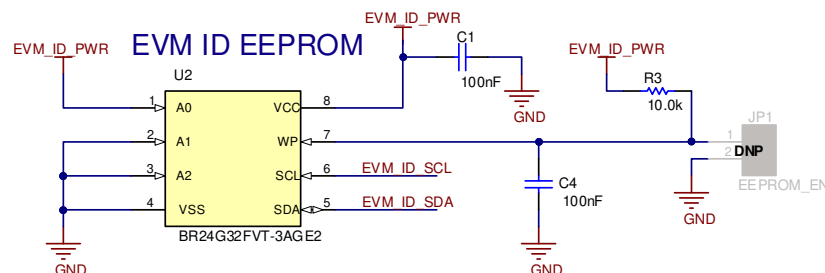 EVM_ID_PWR
EVM_ID_PWR
EVM ID EEPROM
EVM_ID_PWR
C1
100nF
GND
U2
R3
10.0k
1 A0 VCC 8
2 A1 WP 7
3 A2 SCL 6 EVM_ID_SCL
4 VSS SDA 5 EVM_ID_SDA
BR24G32FVT-3AGE2
GND
C4
100nF
GND
JP1
1
2 DNP
EEPROM_EN
GND